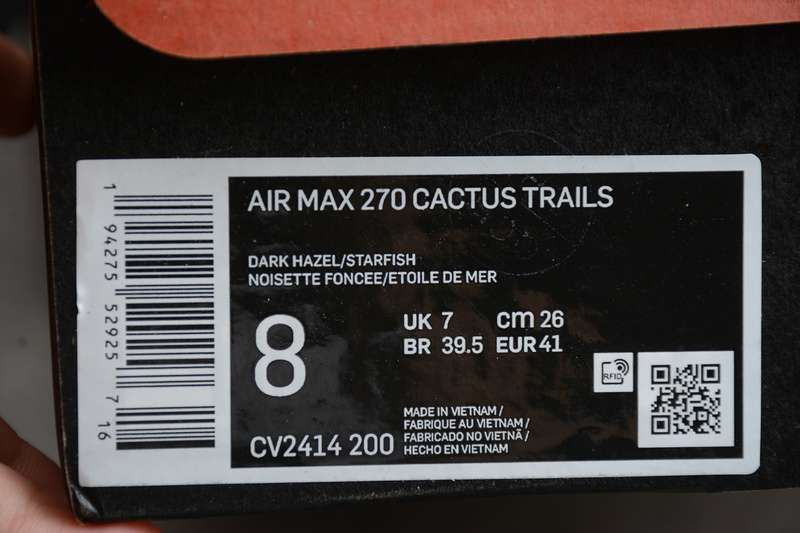 AIR MAX 270 CACTUS TRAILS
DARK HAZEL/STARFISH
NOISETTE FONCEE/ETOILE DE MER
8
UK 7 cm 26
BR 39.5 EUR 41
RFID
CV2414 200
MADE IN VIETNAM /
FABRIQUE AU VIETNAM /
FABRICADO NO VIETNÃ /
HECHO EN VIETNAM
1 94275 52925 7 16